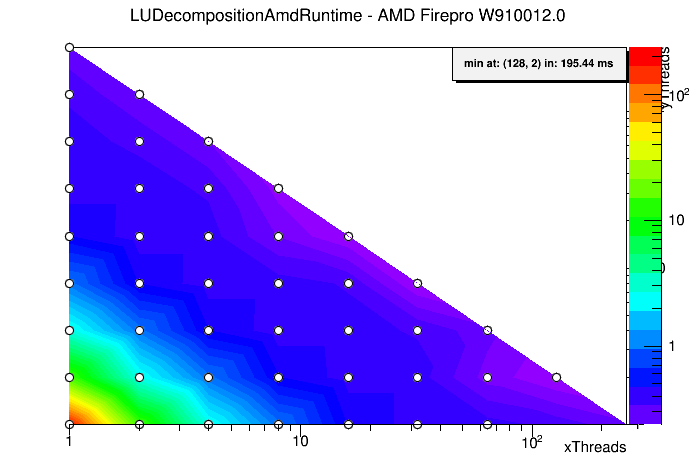 LUDecompositionAmdRuntime - AMD Firepro W910012.0
min at: (128, 2) in: 195.44 ms
yThreads
10²
10
1
1
10
10²
xThreads